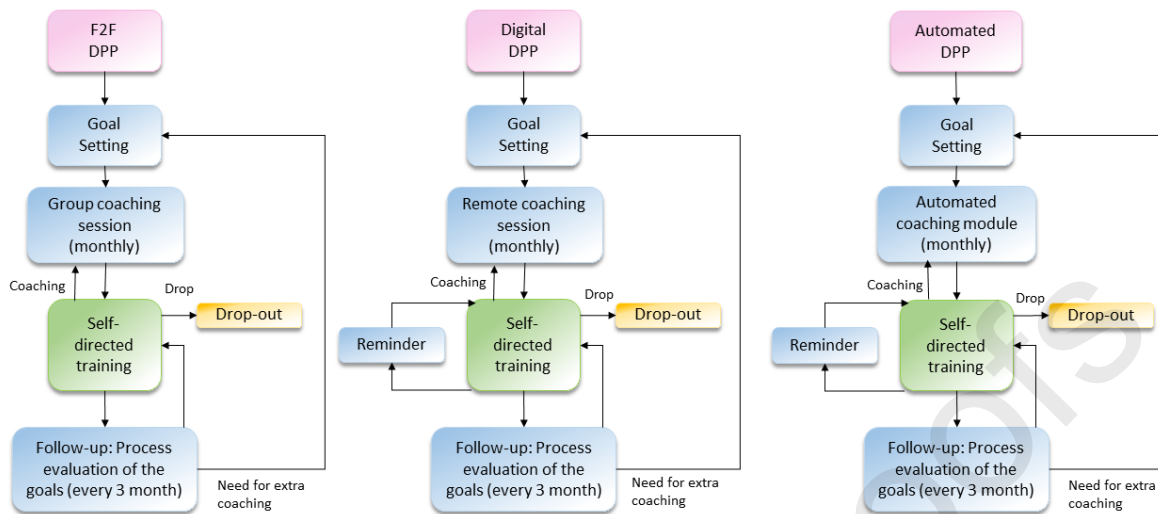 F2F
DPP
Goal
Setting
Group coaching
session
(monthly)
Coaching
Drop
Self-
directed
training
Drop-out
Follow-up: Process
evaluation of the
goals (every 3 month)
Need for extra
coaching
Digital
DPP
Goal
Setting
Remote coaching
session
(monthly)
Coaching
Drop
Reminder
Self-
directed
training
Drop-out
Follow-up: Process
evaluation of the
goals (every 3 month)
Need for extra
coaching
Automated
DPP
Goal
Setting
Automated
coaching module
(monthly)
Coaching
Drop
Reminder
Self-
directed
training
Drop-out
Follow-up: Process
evaluation of the
goals (every 3 month)
Need for extra
coaching